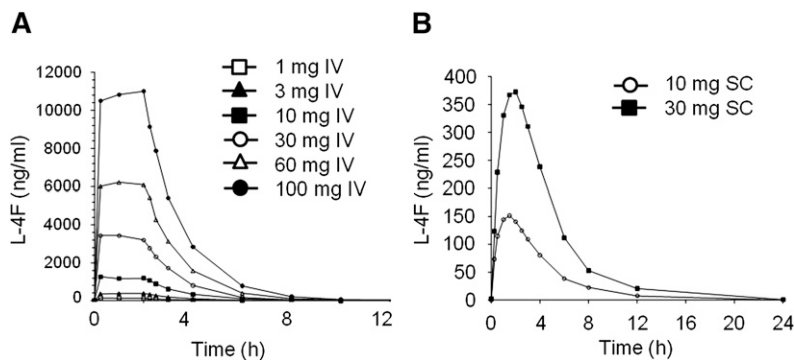 A
L-4F (ng/ml)
12000
10000
8000
6000
4000
2000
0
0 4 8 12
Time (h)
1 mg IV
3 mg IV
10 mg IV
30 mg IV
60 mg IV
100 mg IV
B
L-4F (ng/ml)
400
350
300
250
200
150
100
50
0
0 4 8 12 16 20 24
Time (h)
10 mg SC
30 mg SC